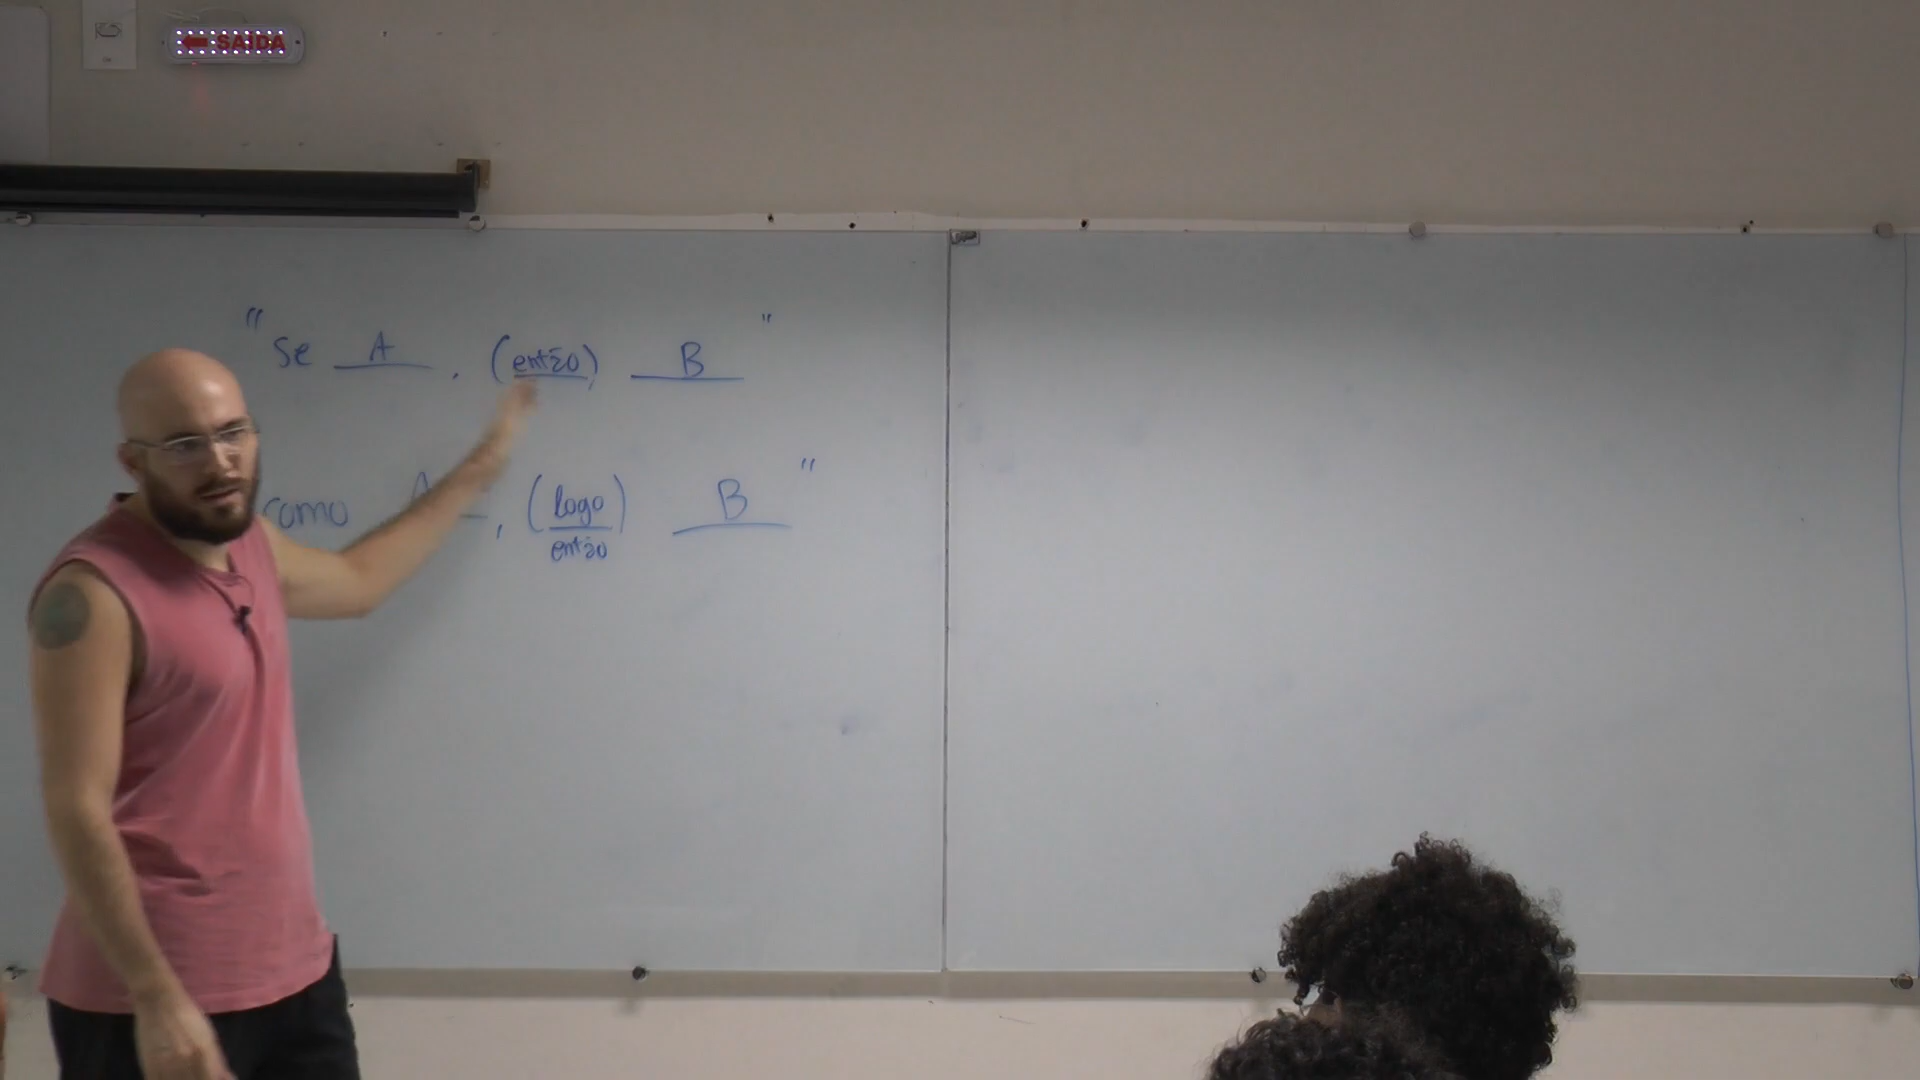 SAÍDA
"se A, (então) B"
como A, (logo) B"
então